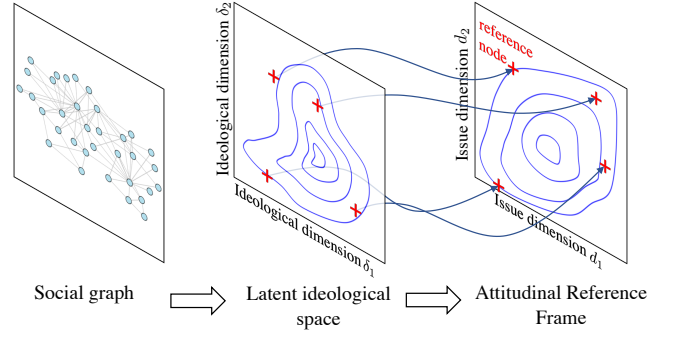 Ideological dimension δ₂
Ideological dimension δ₁
Issue dimension d₂
reference
node
Issue dimension d₁
Social graph
Latent ideological
space
Attitudinal Reference
Frame